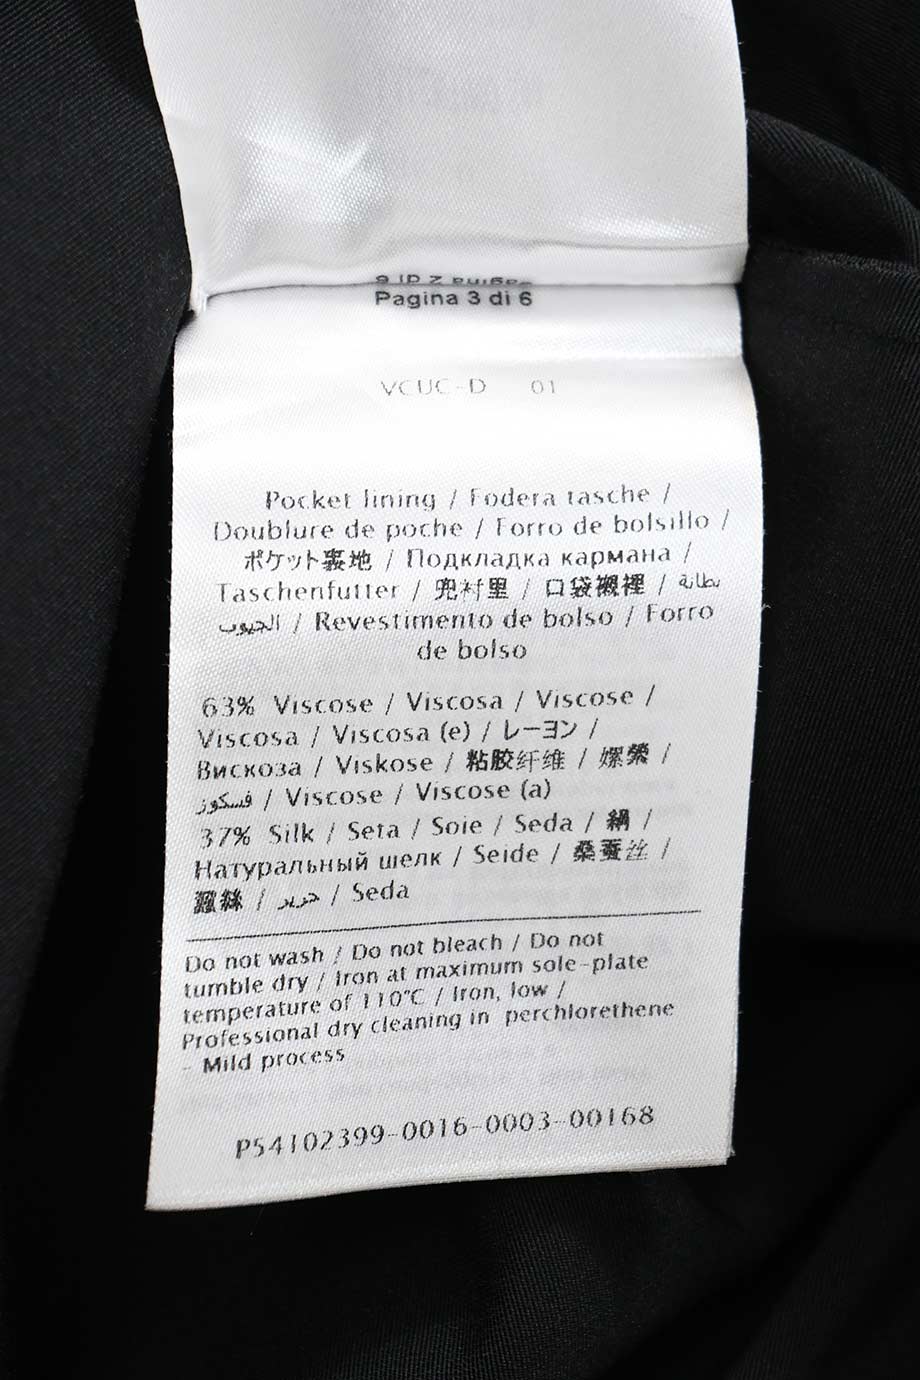 Pagina 3 di 6
VCUC-D 01
Pocket lining / Fodera tasche /
Doublure de poche / Forro de bolsillo /
ポケット裏地 / Подкладка кармана /
Taschenfutter / 兜衬里 / 口袋襯裡 / بطانة
الجيوب / Revestimento de bolso / Forro
de bolso
63% Viscose / Viscosa / Viscose /
Viscosa / Viscosa (e) / レーヨン /
Вискоза / Viskose / 粘胶纤维 / 嫘縈 /
فسكوز / Viscose / Viscose (a)
37% Silk / Seta / Soie / Seda / 絹 /
Натуральный шелк / Seide / 桑蚕丝 /
蠶絲 / حرير / Seda
Do not wash / Do not bleach / Do not
tumble dry / Iron at maximum sole-plate
temperature of 110°C / Iron, low /
Professional dry cleaning in perchlorethene
- Mild process
P54102399-0016-0003-00168